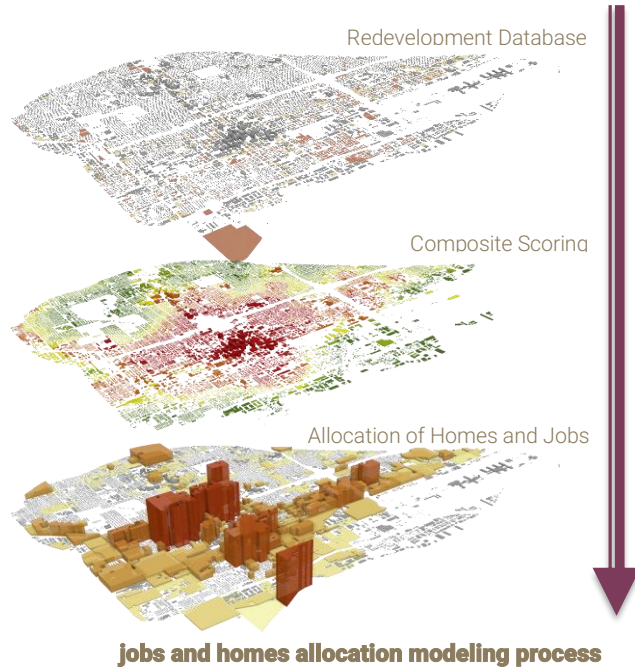 Redevelopment Database
Composite Scoring
Allocation of Homes and Jobs
jobs and homes allocation modeling process